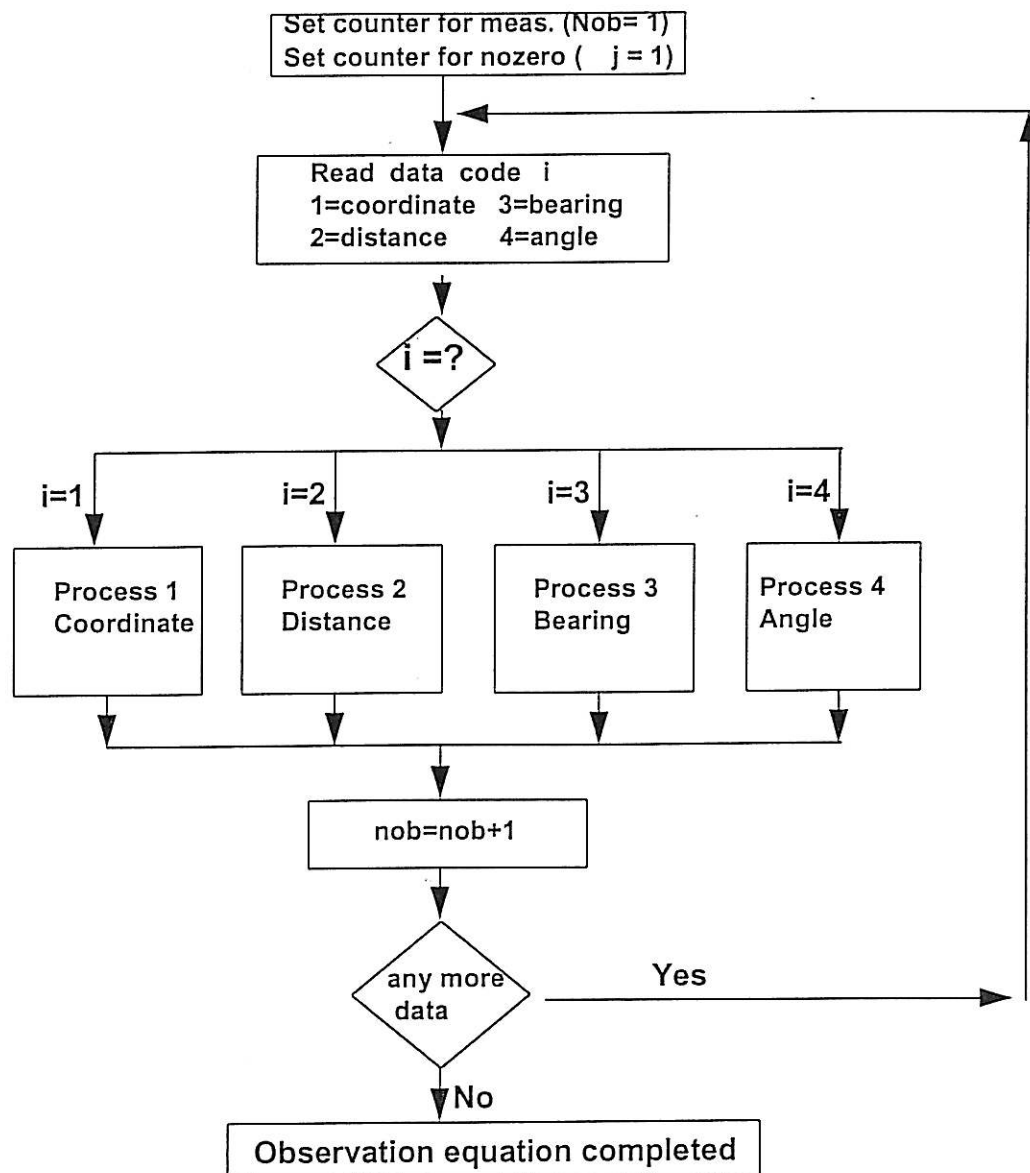 Set counter for meas. (Nob= 1)
Set counter for nozero ( j = 1)
Read data code i
1=coordinate 3=bearing
2=distance 4=angle
i =?
i=1
i=2
i=3
i=4
Process 1
Coordinate
Process 2
Distance
Process 3
Bearing
Process 4
Angle
nob=nob+1
any more
data
Yes
No
Observation equation completed